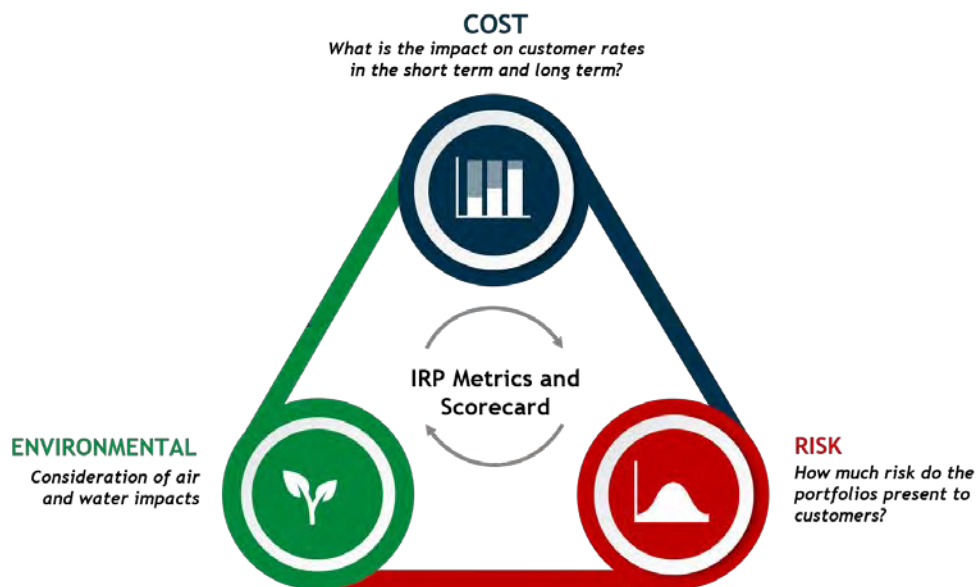 COST
What is the impact on customer rates
in the short term and long term?
IRP Metrics and
Scorecard
ENVIRONMENTAL
Consideration of air
and water impacts
RISK
How much risk do the
portfolios present to
customers?